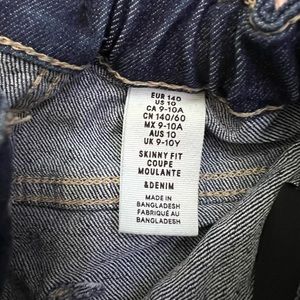 EUR 140
US 10
CA 9-10A
CN 140/60
MX 9-10A
AUS 10
UK 9-10Y
SKINNY FIT
COUPE
MOULANTE
&DENIM
MADE IN
BANGLADESH
FABRIQUÉ AU
BANGLADESH